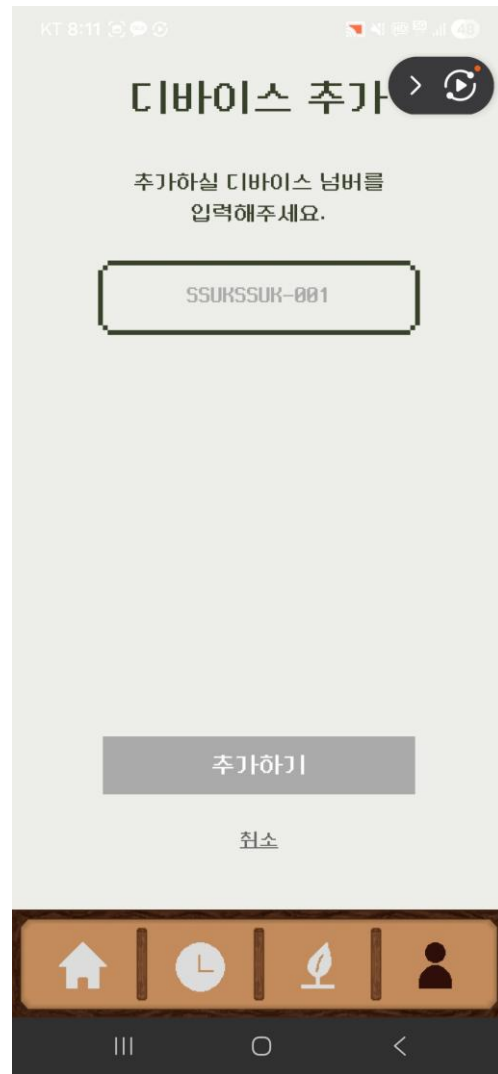 KT 8:11
디바이스 추가
추가하실 디바이스 넘버를
입력해주세요.
SSUKSSUK-001
추가하기
취소